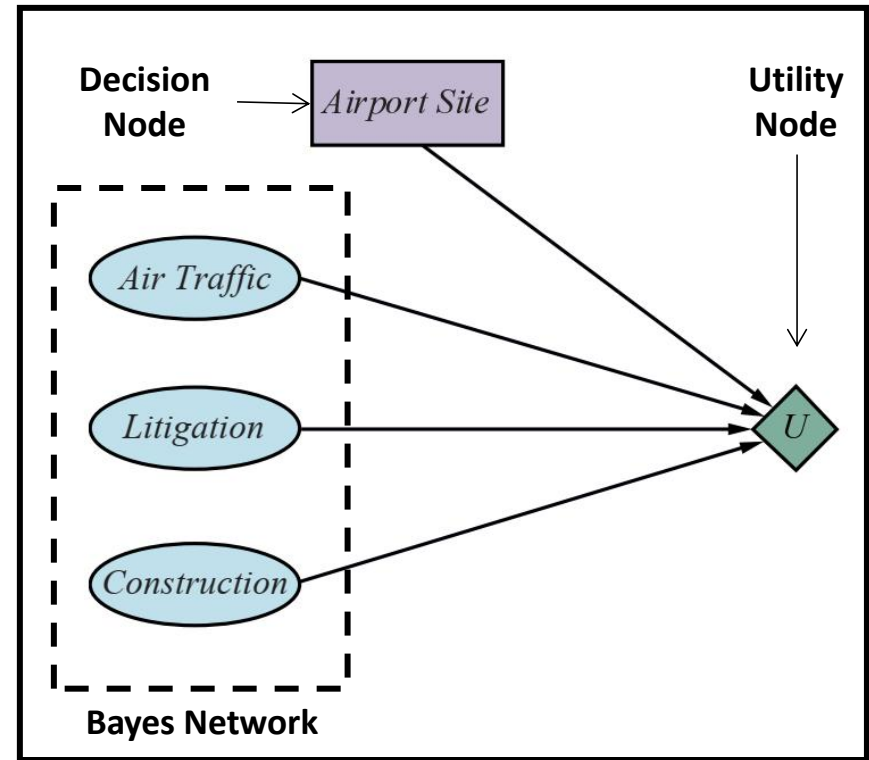 Decision
Node
Airport Site
Utility
Node
Air Traffic
Litigation
U
Construction
Bayes Network